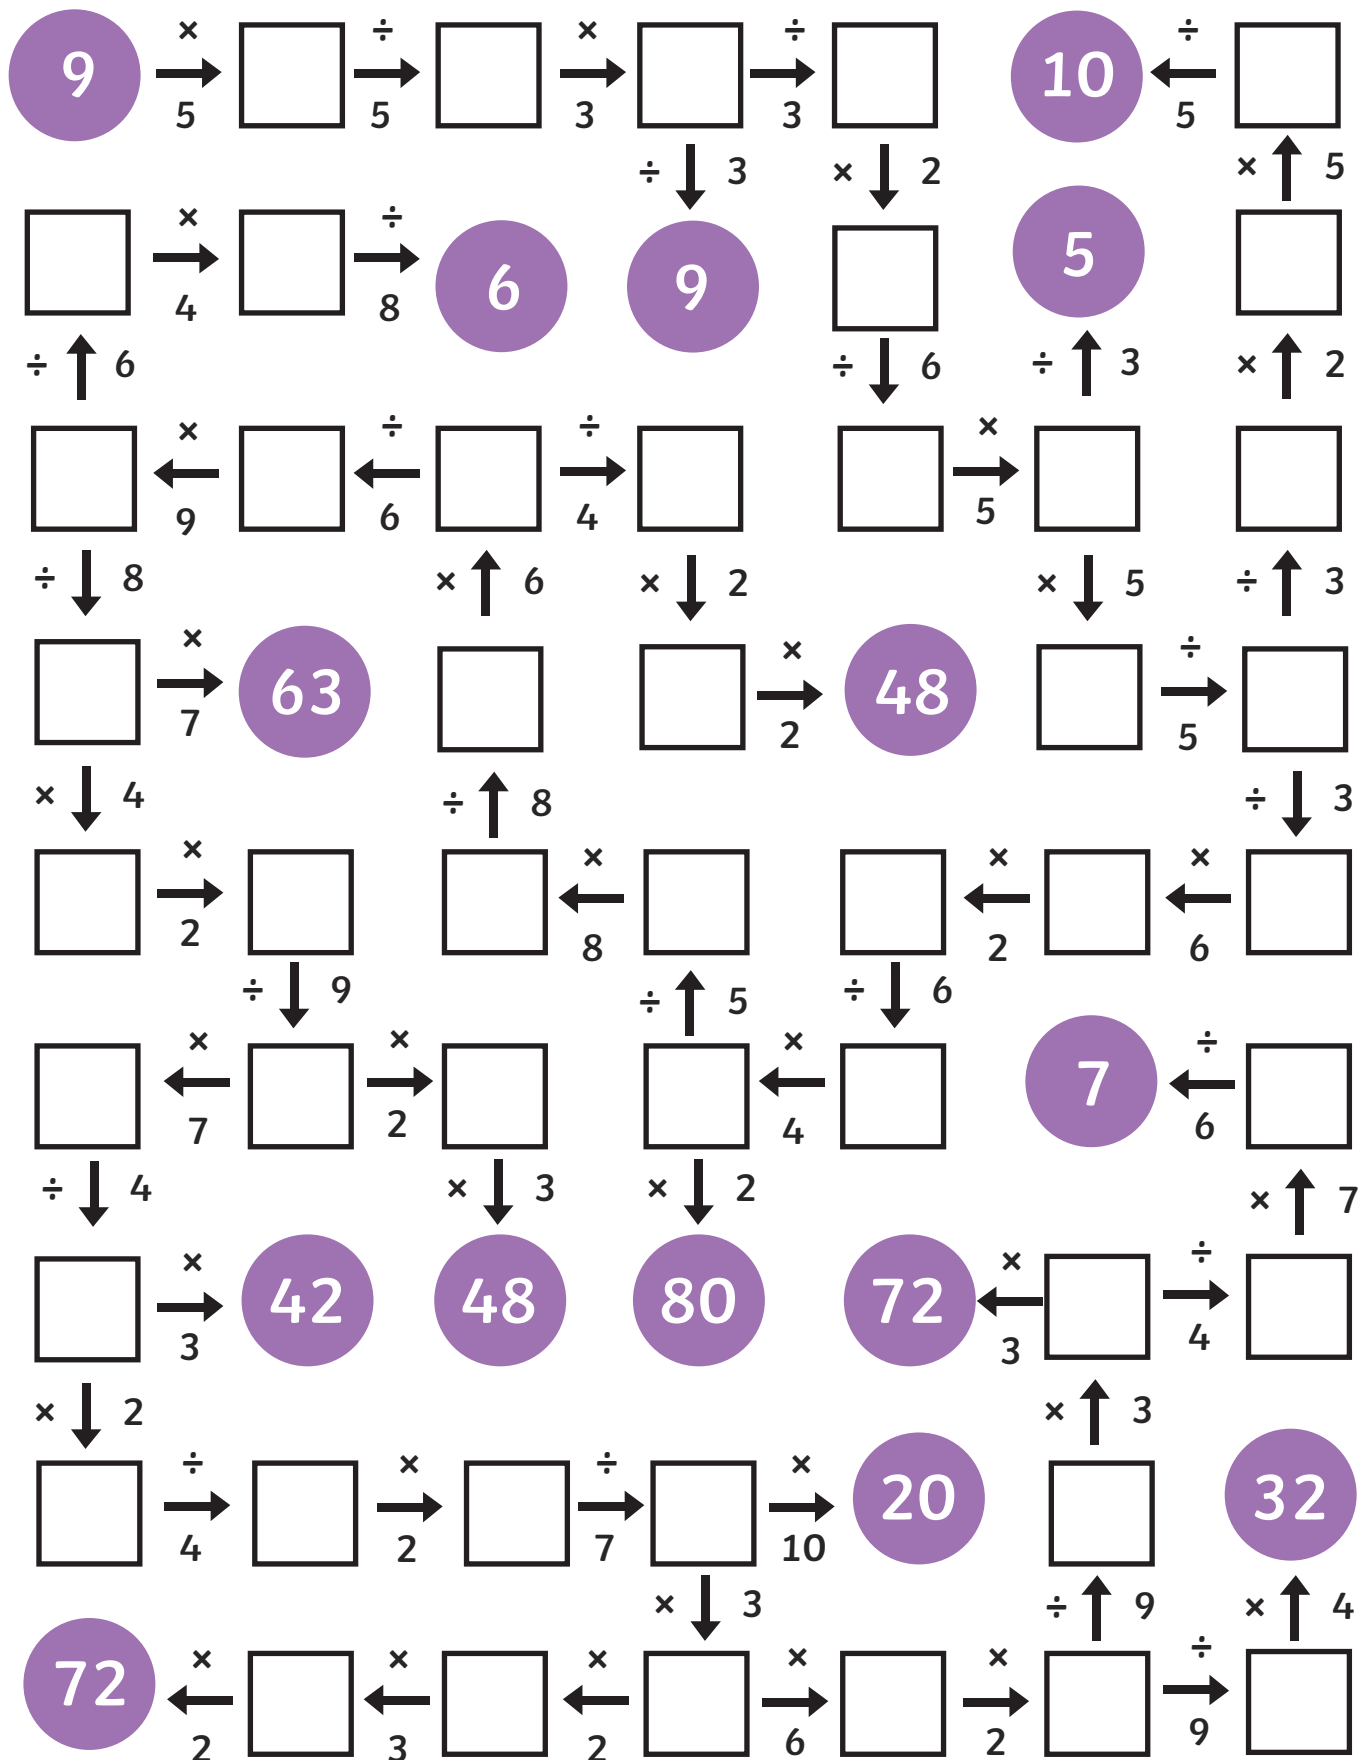 × ÷ × ÷ ÷
9 10
5 5 3 3 5
÷ 3 × 2 × 5
× ÷
6 9 5
4 8
÷ 6 ÷ 6 ÷ 3 × 2
× ÷ ÷ ×
9 6 4 5
÷ 8 × 6 × 2 × 5 ÷ 3
× × ÷
63 48
7 2 5
× 4 ÷ 8 ÷ 3
× × × ×
2 8 2 6
÷ 9 ÷ 5 ÷ 6
× × × ÷
7
7 2 4 6
÷ 4 × 3 × 2 × 7
× × ÷
42 48 80 72
3 3 4
× 2 × 3
÷ × ÷ ×
20 32
4 2 7 10
× 3 ÷ 9 × 4
× × × × × ÷
72
2 3 2 6 2 9